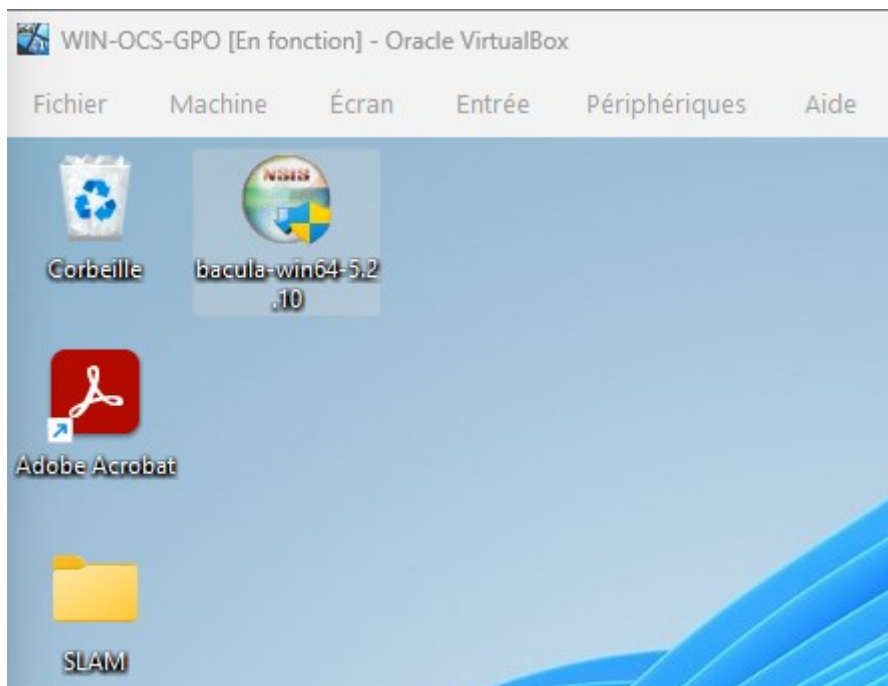 WIN-OCS-GPO [En fonction] - Oracle VirtualBox
Fichier Machine Écran Entrée Périphériques Aide
NSIS
Corbeille
bacula-win64-5.2
.10
Adobe Acrobat
SLAM